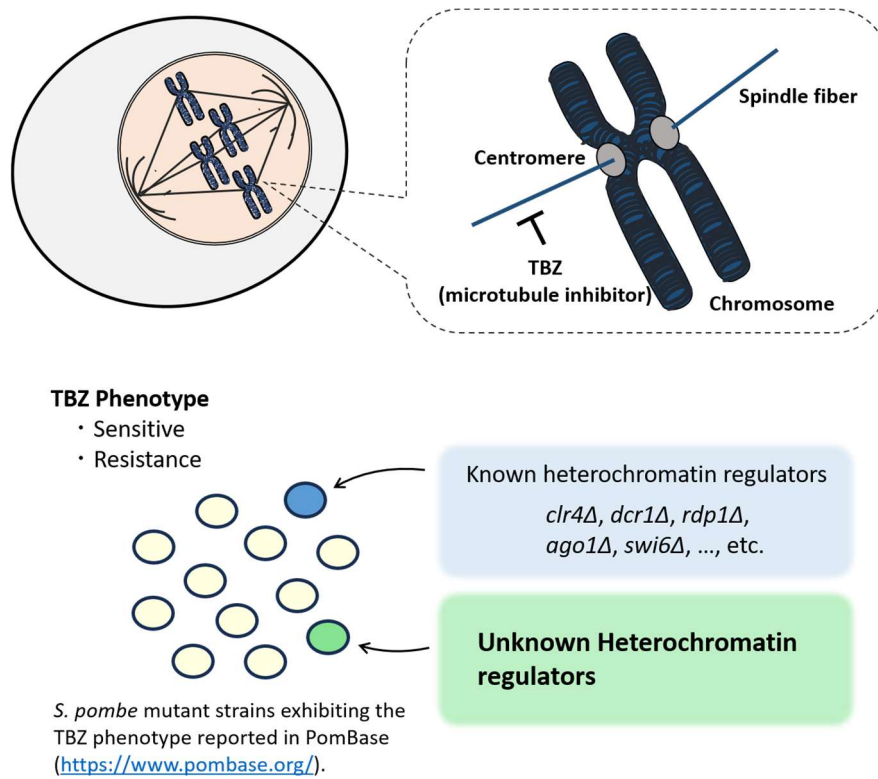 Spindle fiber
Centromere
TBZ
(microtubule inhibitor)
Chromosome
TBZ Phenotype
・Sensitive
・Resistance
Known heterochromatin regulators
clr4Δ, dcr1Δ, rdp1Δ,
ago1Δ, swi6Δ, ..., etc.
Unknown Heterochromatin
regulators
S. pombe mutant strains exhibiting the
TBZ phenotype reported in PomBase
(https://www.pombase.org/).